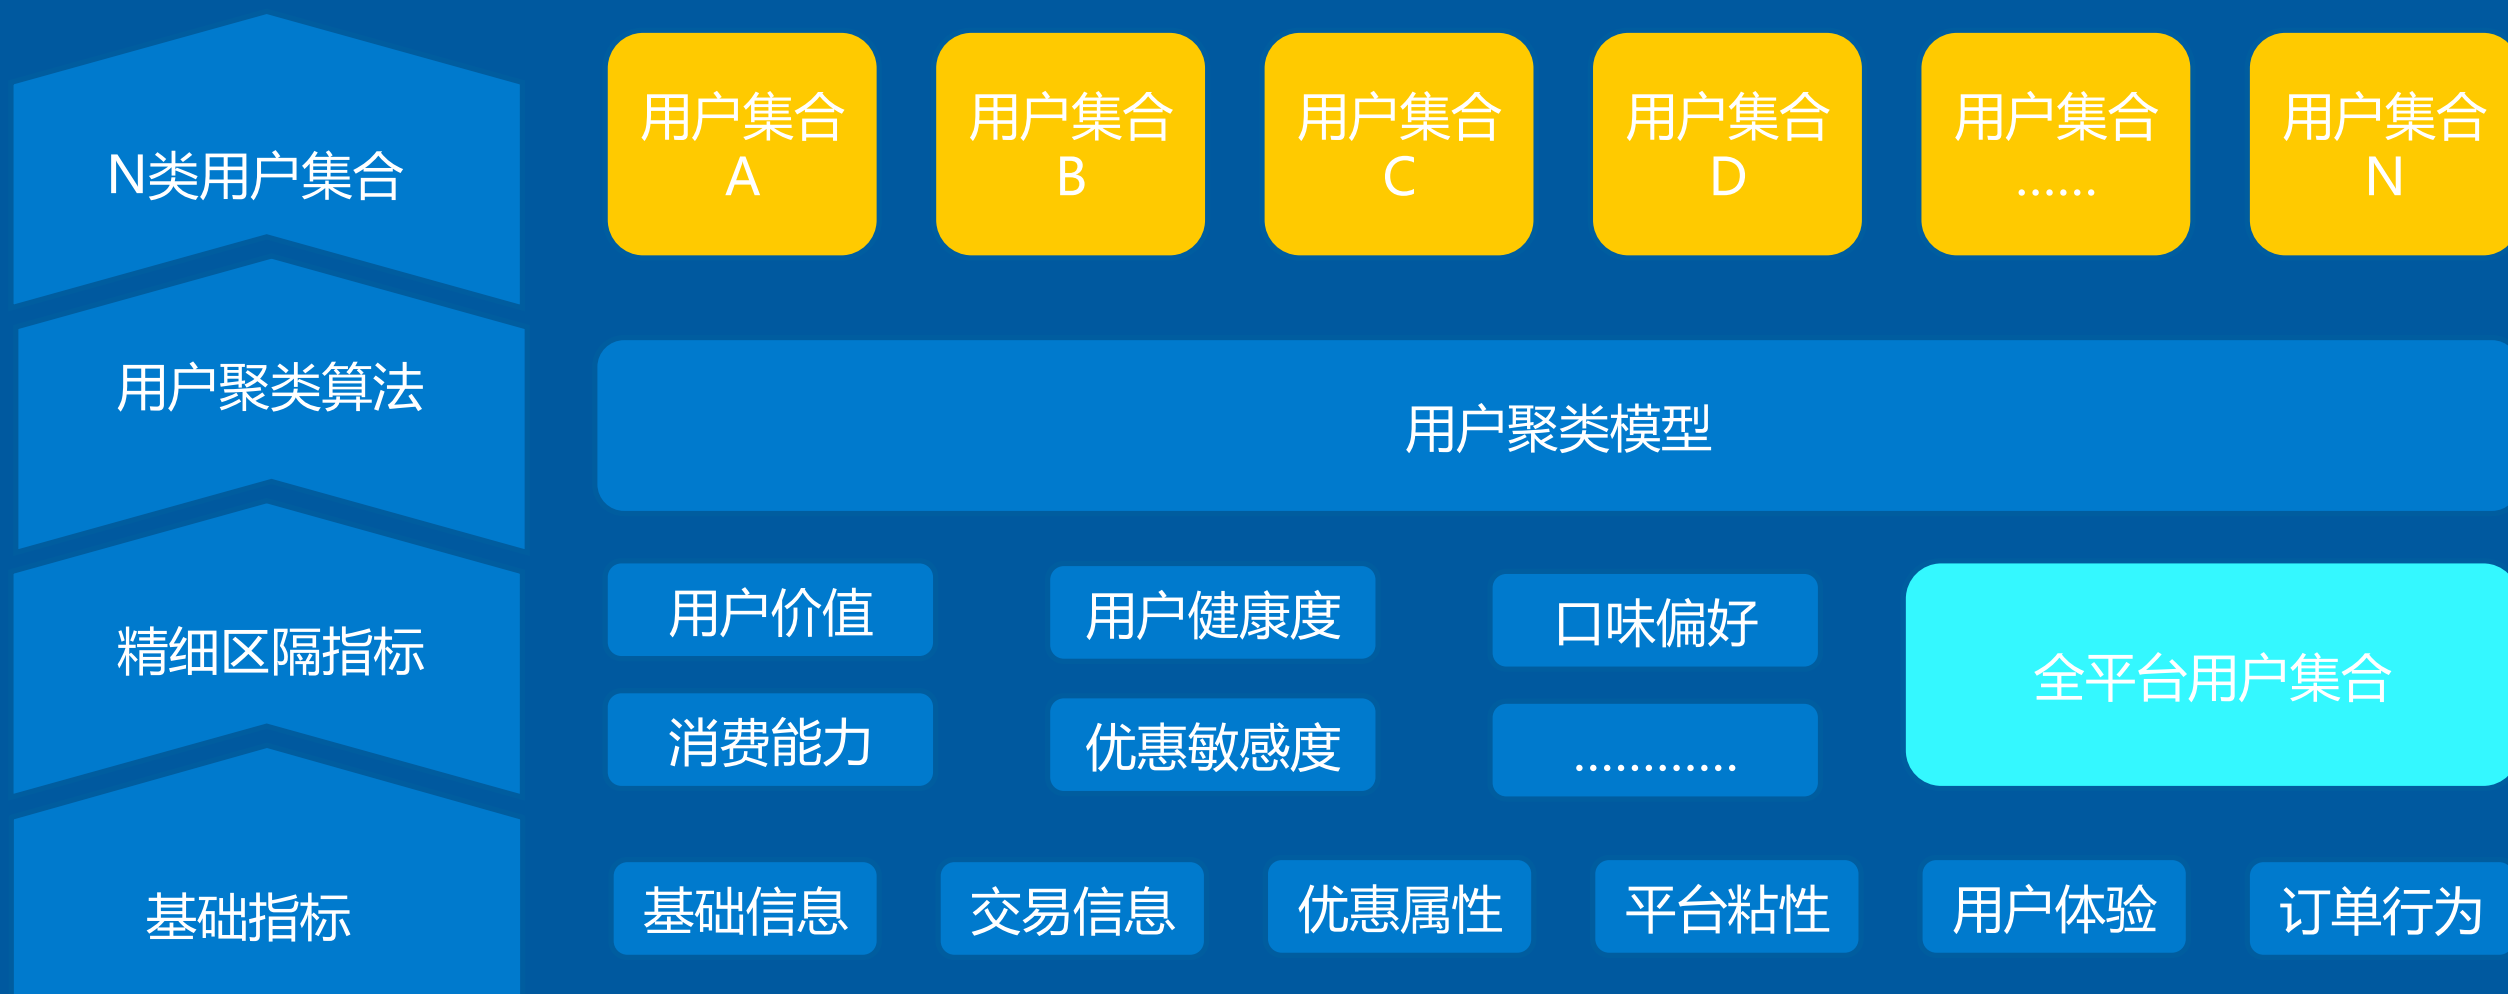 N类用户集合
用户集合
A
用户集合
B
用户集合
C
用户集合
D
用户集合
……
用户集合
N
用户聚类算法
用户聚类模型
精细区隔指标
用户价值
用户健康度
口味偏好
消费能力
优惠敏感度
…………
全平台用户集合
基础指标
基础信息
交易信息
优惠属性
平台粘性
用户体验
订单行为